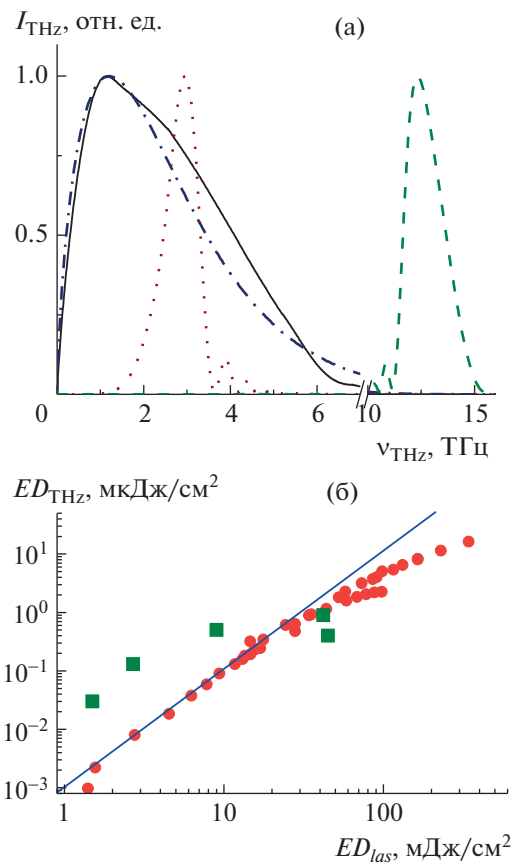 I_THz, отн. ед.
(а)
1.0
0.5
0 2 4 6 10 15
ν_THz, ТГц
ED_THz, мкДж/см²
(б)
10¹
10⁰
10⁻¹
10⁻²
10⁻³
1 10 100
ED_las, мДж/см²